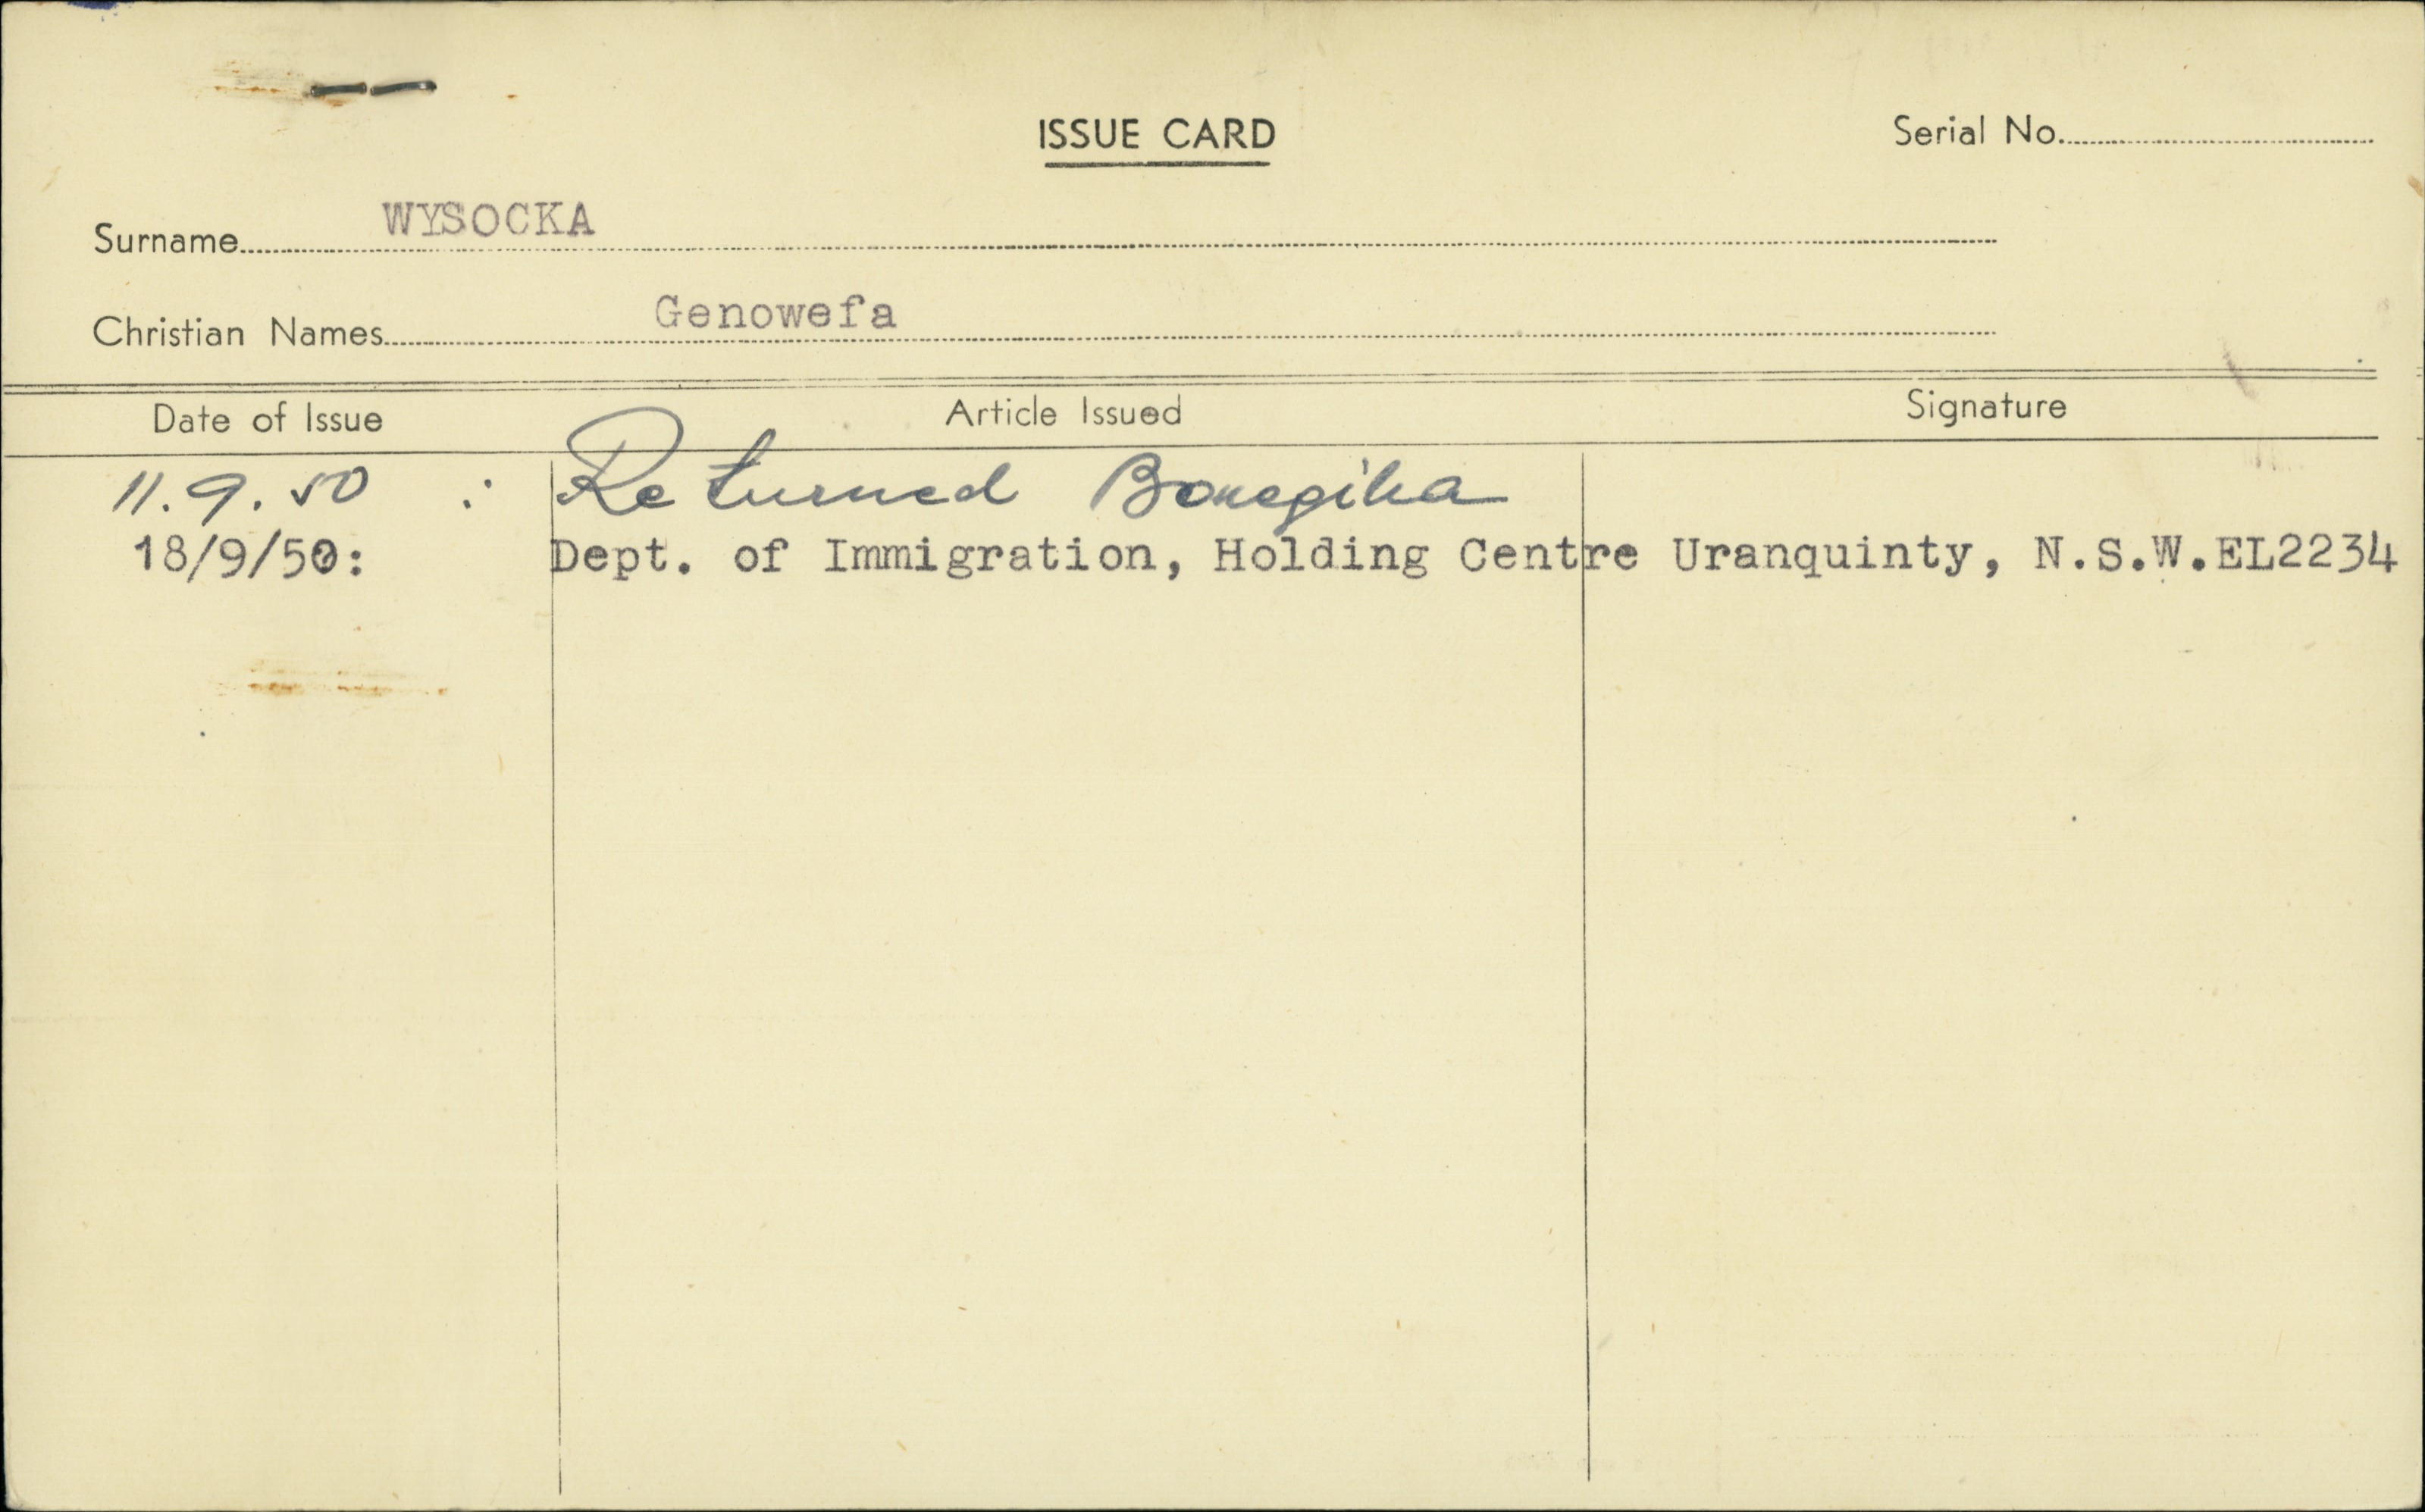 ISSUE CARD
Serial No.
Surname WYSOCKA
Christian Names Genowefa
Date of Issue Article Issued Signature
11.9.50 : Returned Bonegilla
18/9/50: Dept. of Immigration, Holding Centre Uranquinty, N.S.W.EL2234